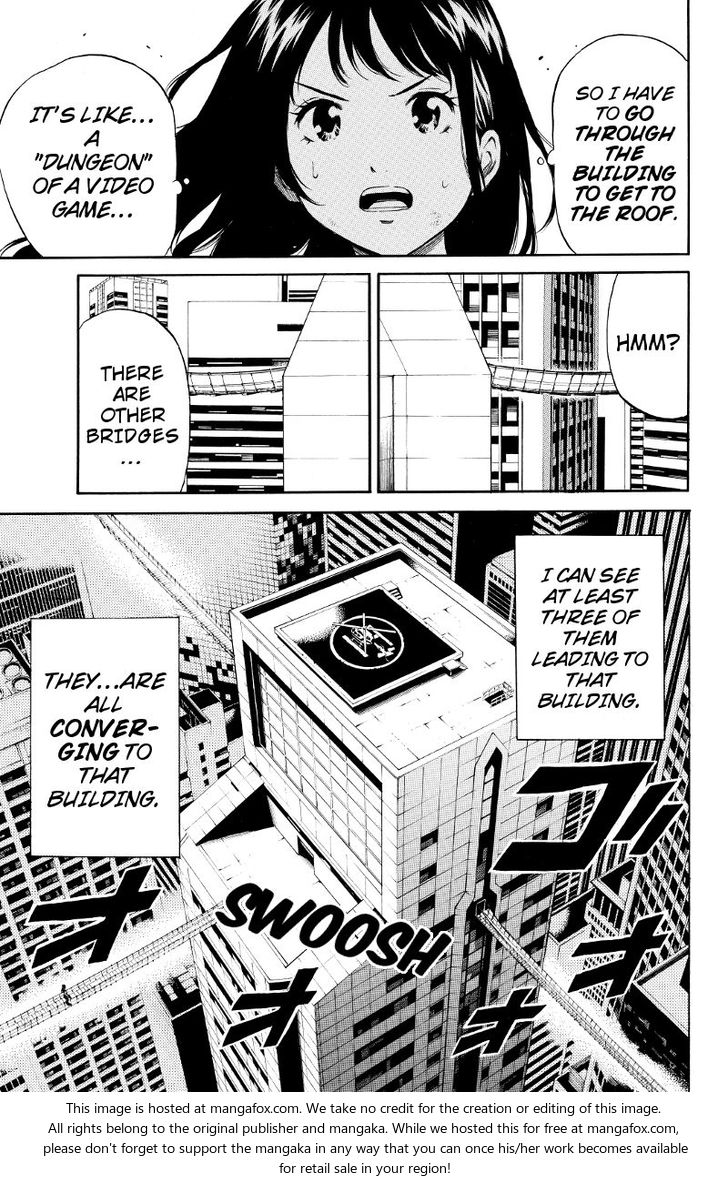 SO I HAVE
TO GO
THROUGH
THE
BUILDING
TO GET TO
THE ROOF.
IT'S LIKE...
A
"DUNGEON"
OF A VIDEO
GAME...
HMM?
THERE
ARE
OTHER
BRIDGES
...
I CAN SEE
AT LEAST
THREE OF
THEM
LEADING TO
THAT
BUILDING.
THEY...ARE
ALL
CONVER-
GING TO
THAT
BUILDING.
ゴォォォ
SWOOSH
This image is hosted at mangafox.com. We take no credit for the creation or editing of this image.
All rights belong to the original publisher and mangaka. While we hosted this for free at mangafox.com,
please don't forget to support the mangaka in any way that you can once his/her work becomes available
for retail sale in your region!